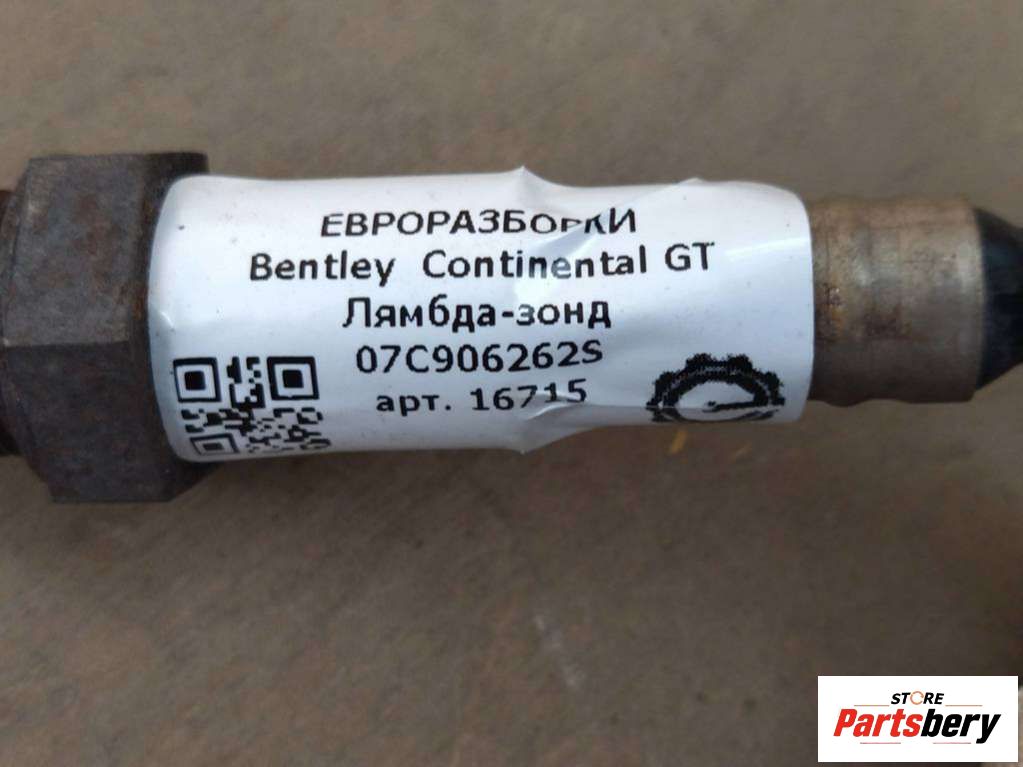 ЕВРОРАЗБОРКИ
Bentley Continental GT
Лямбда-зонд
07C906262S
арт. 16715
STORE
Partsbery